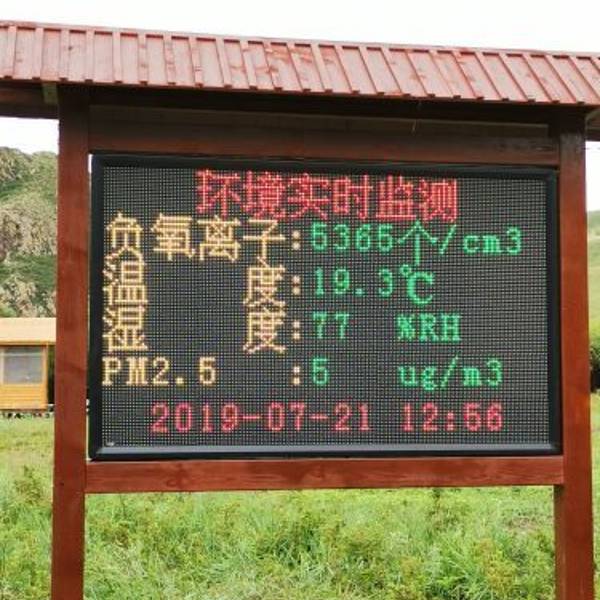 环境实时监测
负氧离子:5365个/cm3
温 度:19.3℃
湿 度:77 %RH
PM2.5 :5 ug/m3
2019-07-21 12:56